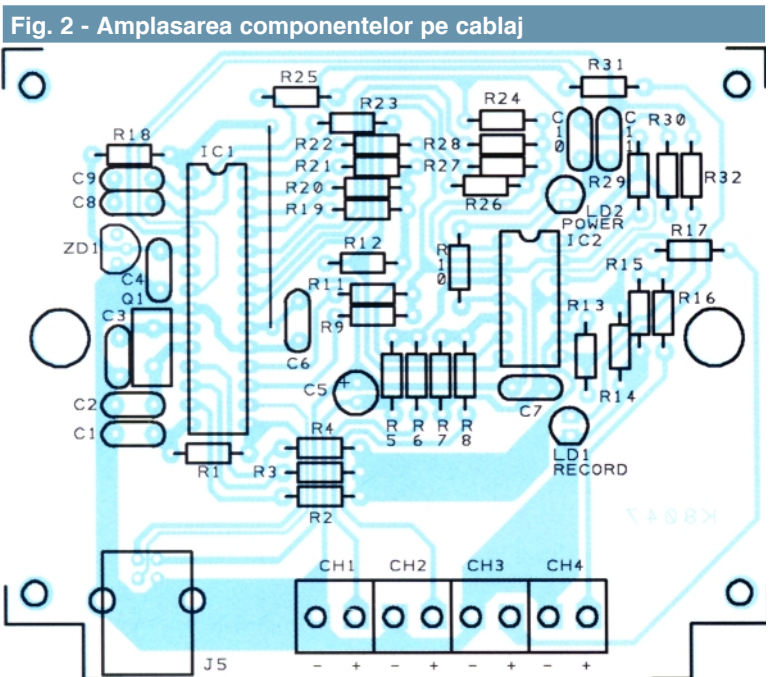 Fig. 2 - Amplasarea componentelor pe cablaj
R31
R25
R23
R24
C10
C11
R30
R18
IC1
R22
R28
R21
R27
C9
R29
R32
R20
R26
C8
R19
LD2
POWER
R17
ZD1
R12
R10
IC2
C4
R15
Q1
R11
R16
C3
R9
R13
C6
C5
+
C7
R14
C2
C1
R5
R6
R7
R8
R4
LD1
RECORD
R1
R3
R2
K8047
CH1
CH2
CH3
CH4
J5
- + - + - + - +